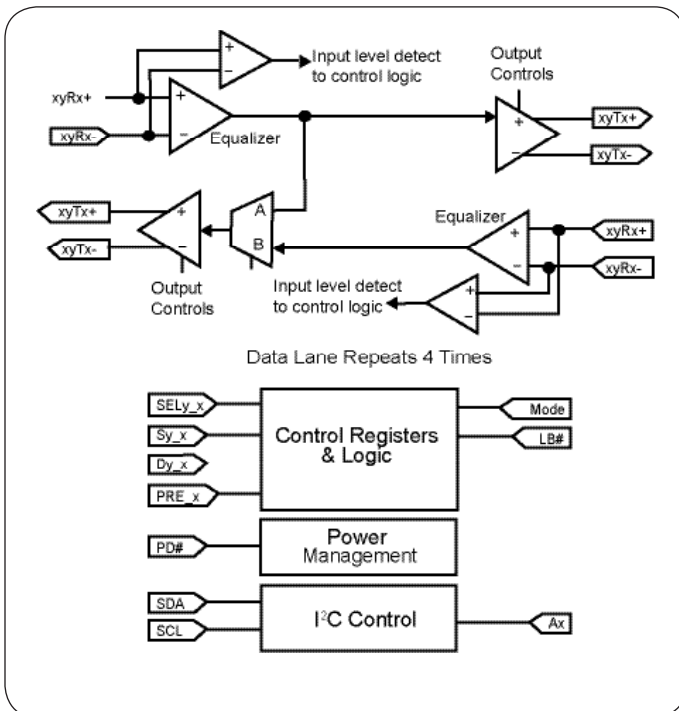 Input level detect
to control logic
Output
Controls
xyRx+
+
−
xyRx-
+
−
Equalizer
+
−
xyTx+
xyTx-
xyTx+
xyTx-
+
−
A
B
Equalizer
+
−
xyRx+
xyRx-
Output
Controls
Input level detect
to control logic
+
−
Data Lane Repeats 4 Times
SELy_x
Sy_x
Dy_x
PRE_x
Control Registers
& Logic
Mode
LB#
PD#
Power
Management
SDA
SCL
I²C Control
Ax